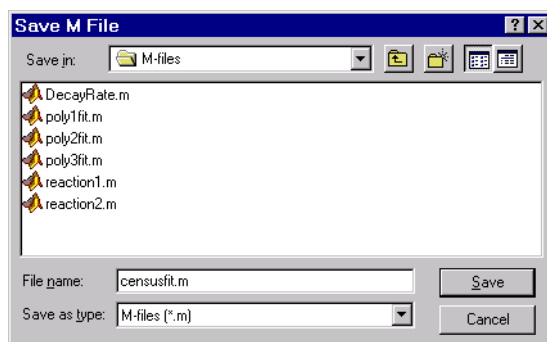 Save M File
Save in:
M-files
DecayRate.m
poly1fit.m
poly2fit.m
poly3fit.m
reaction1.m
reaction2.m
File name:
censusfit.m
Save
Save as type:
M-files (*.m)
Cancel